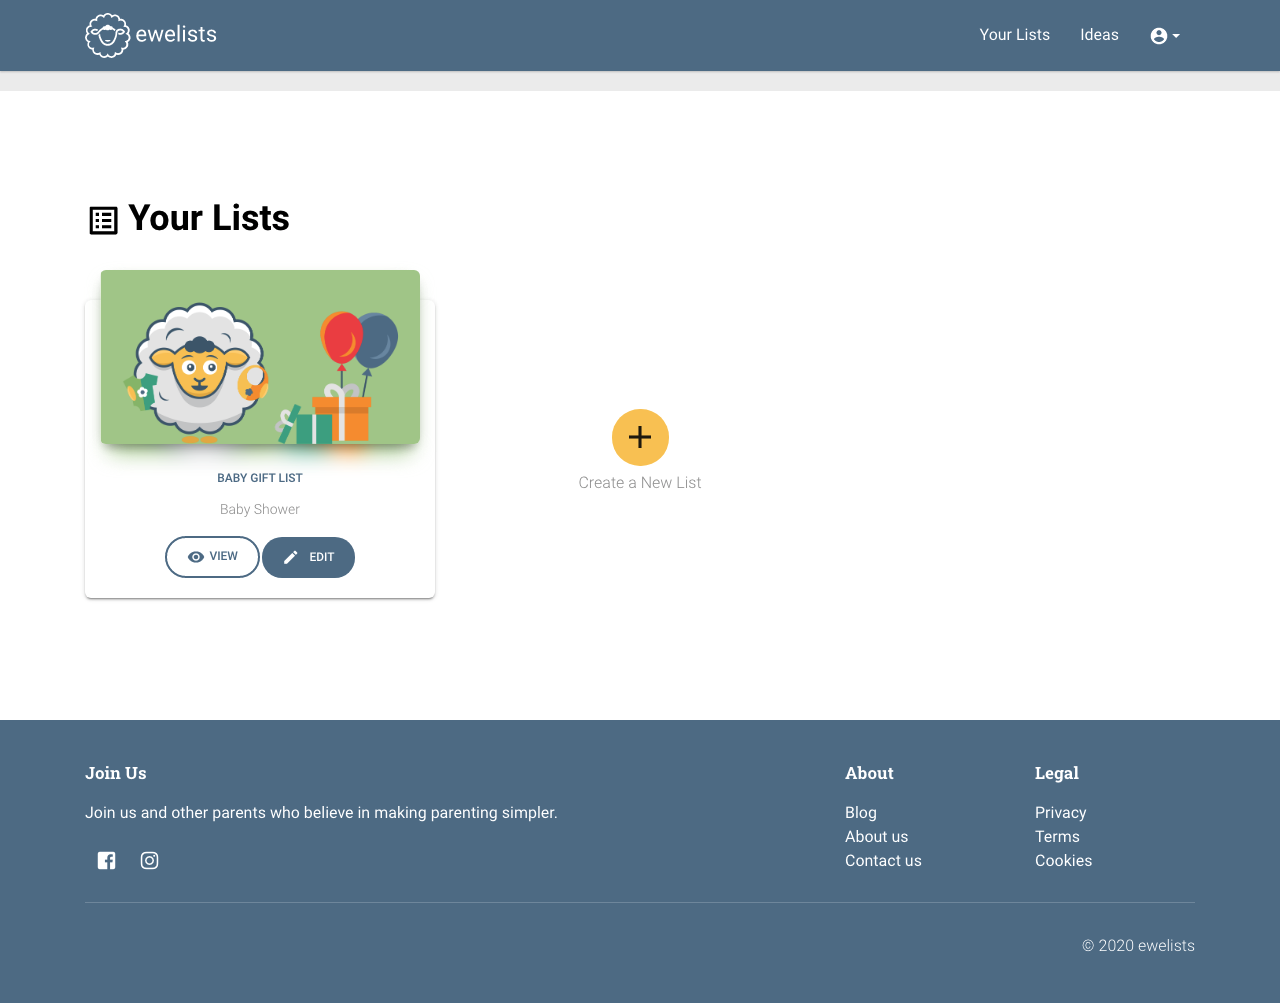 ewelists
Your Lists
Ideas
Your Lists
BABY GIFT LIST
Baby Shower
VIEW
EDIT
Create a New List
Join Us
Join us and other parents who believe in making parenting simpler.
About
Blog
About us
Contact us
Legal
Privacy
Terms
Cookies
© 2020 ewelists